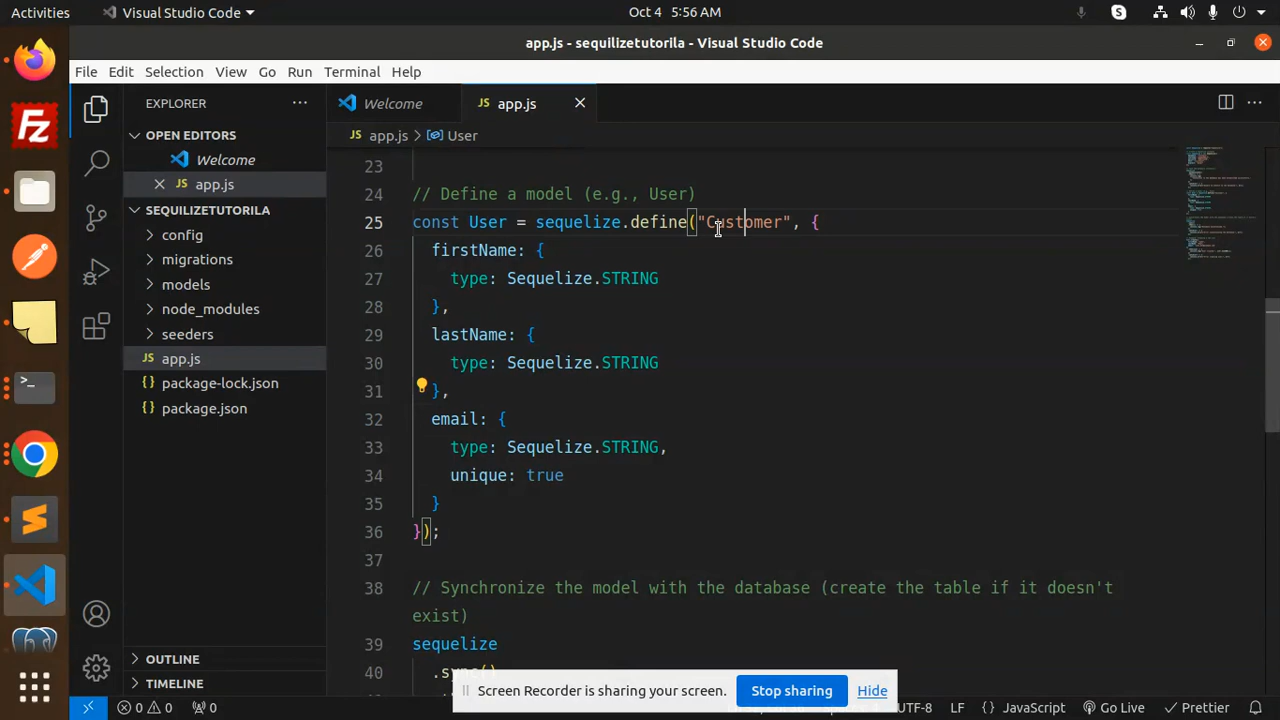 Activities
Visual Studio Code
Oct 4 5:56 AM
app.js - sequilizetutorila - Visual Studio Code
File Edit Selection View Go Run Terminal Help
EXPLORER
Welcome
JS app.js
OPEN EDITORS
Welcome
JS app.js
SEQUILIZETUTORILA
config
migrations
models
node_modules
seeders
JS app.js
package-lock.json
package.json
OUTLINE
TIMELINE
JS app.js > User
23
24 // Define a model (e.g., User)
25 const User = sequelize.define("Customer", {
26 firstName: {
27 type: Sequelize.STRING
28 },
29 lastName: {
30 type: Sequelize.STRING
31 },
32 email: {
33 type: Sequelize.STRING,
34 unique: true
35 }
36 });
37
38 // Synchronize the model with the database (create the table if it doesn't
exist)
39 sequelize
40 .sync()
Screen Recorder is sharing your screen. Stop sharing Hide
0 0 0 UTF-8 LF {} JavaScript Go Live Prettier